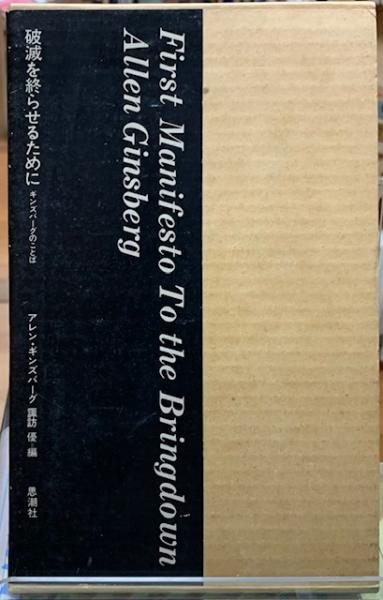 First Manifesto To the Bringdown
Allen Ginsberg
破滅を終らせるために
ギンズバーグのことば
アレン・ギンズバーグ 諏訪 優 編
思潮社